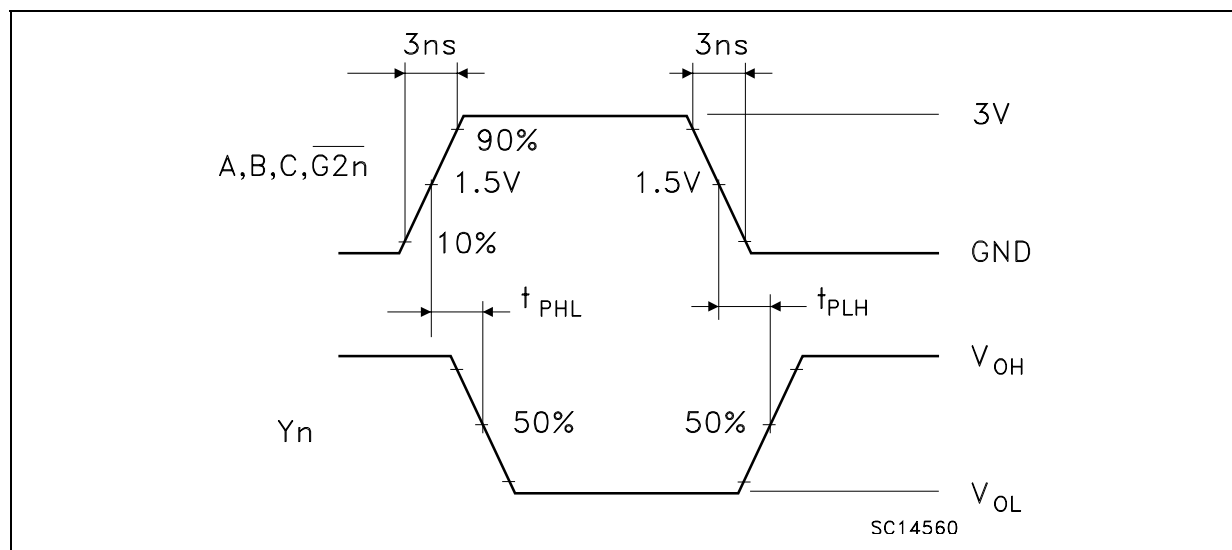 3ns 3ns
3V
90%
A,B,C,G2n
1.5V 1.5V
10%
GND
tPHL tPLH
VOH
50% 50%
Yn
VOL
SC14560